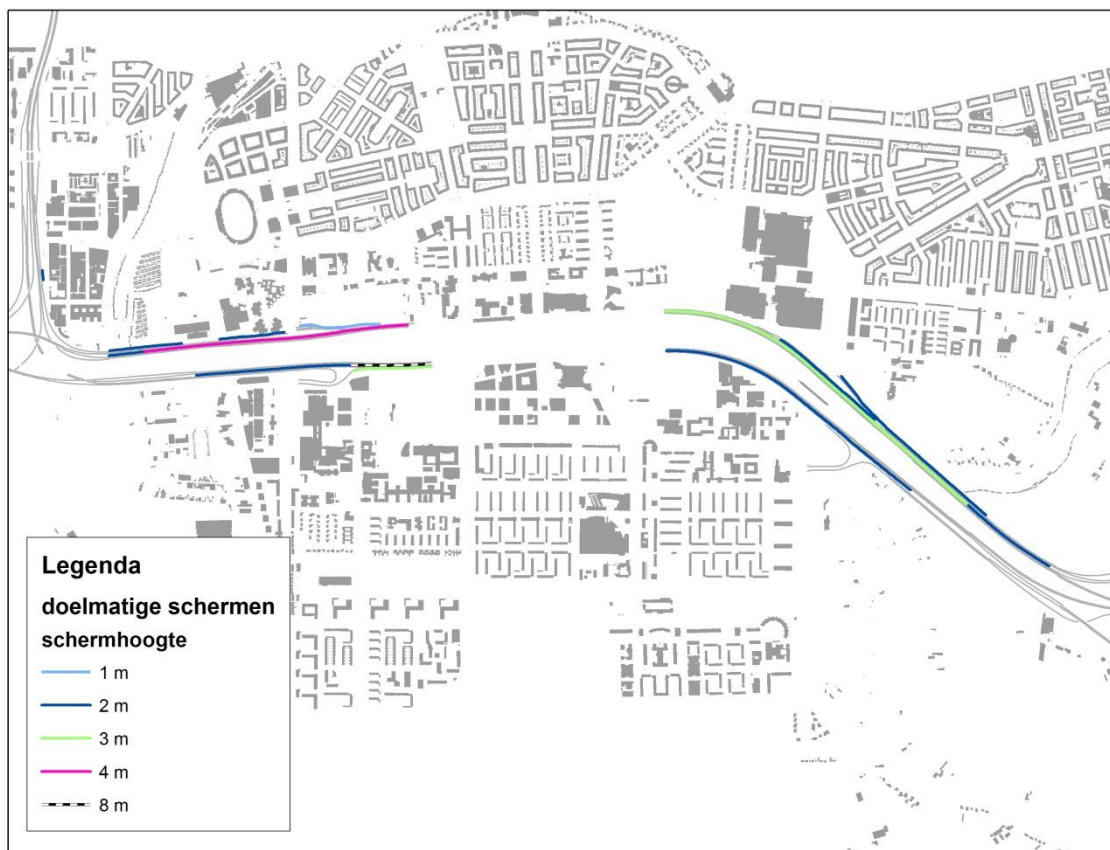 Legenda
doelmatige schermen
schermhoogte
1 m
2 m
3 m
4 m
8 m